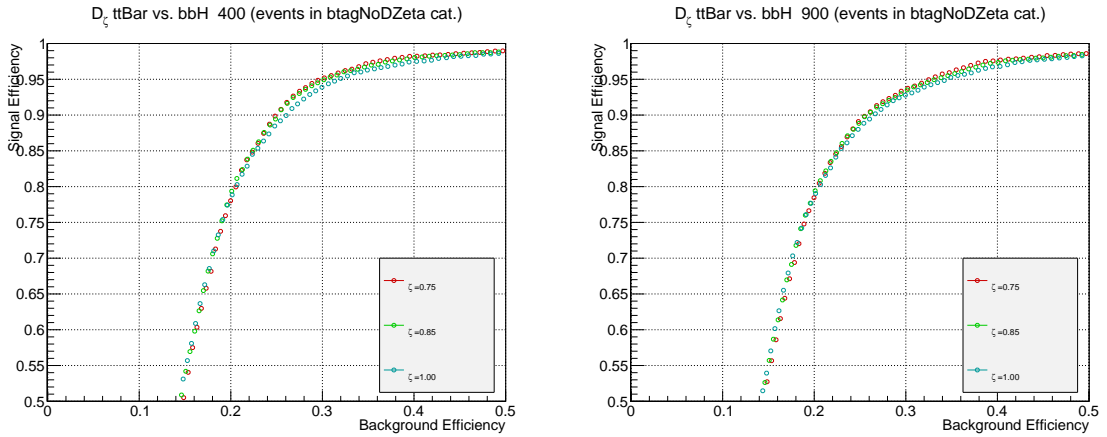 D_ζ ttBar vs. bbH 400 (events in btagNoDZeta cat.)
Signal Efficiency
1
0.95
0.9
0.85
0.8
0.75
0.7
0.65
0.6
0.55
0.5
ζ =0.75
ζ =0.85
ζ =1.00
0 0.1 0.2 0.3 0.4 0.5
Background Efficiency
D_ζ ttBar vs. bbH 900 (events in btagNoDZeta cat.)
Signal Efficiency
1
0.95
0.9
0.85
0.8
0.75
0.7
0.65
0.6
0.55
0.5
ζ =0.75
ζ =0.85
ζ =1.00
0 0.1 0.2 0.3 0.4 0.5
Background Efficiency